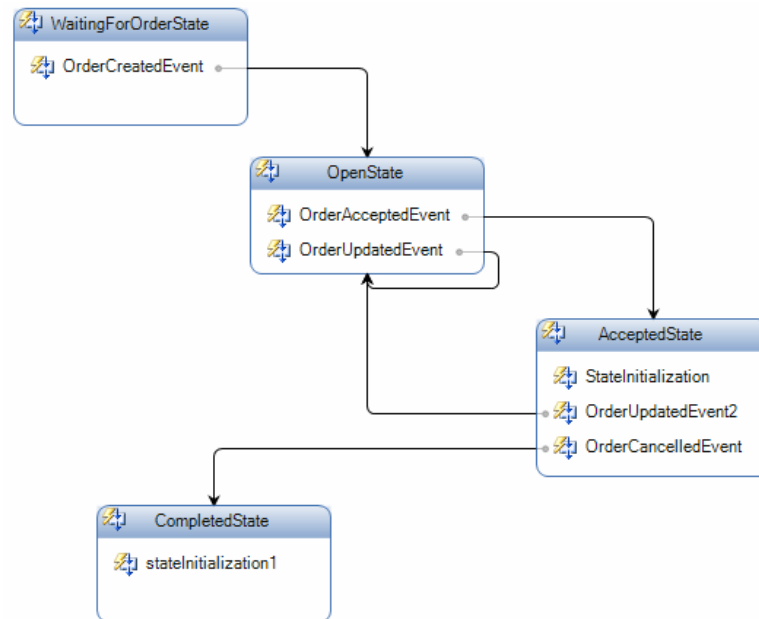 WaitingForOrderState
OrderCreatedEvent
OpenState
OrderAcceptedEvent
OrderUpdatedEvent
AcceptedState
StateInitialization
OrderUpdatedEvent2
OrderCancelledEvent
CompletedState
stateInitialization1